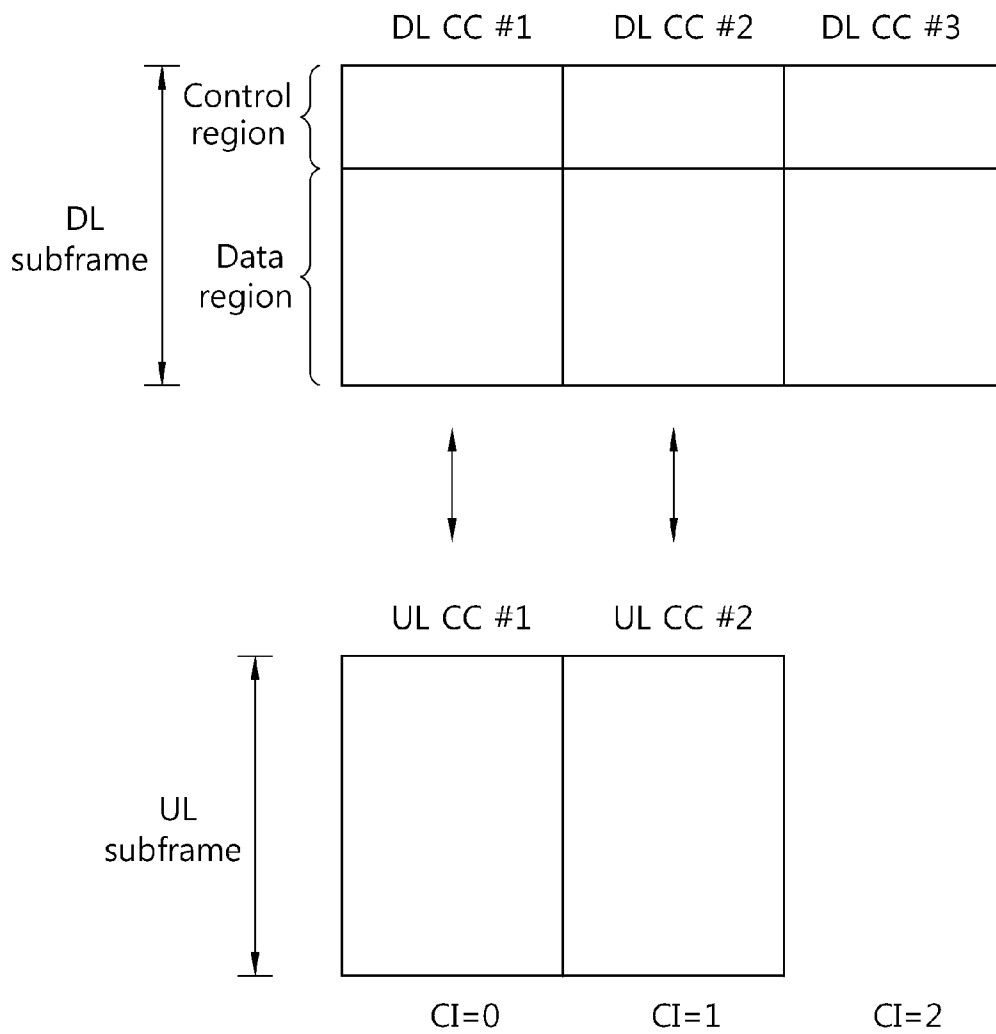 DL CC #1 DL CC #2 DL CC #3
Control
region
DL
subframe
Data
region
UL CC #1 UL CC #2
UL
subframe
CI=0 CI=1 CI=2